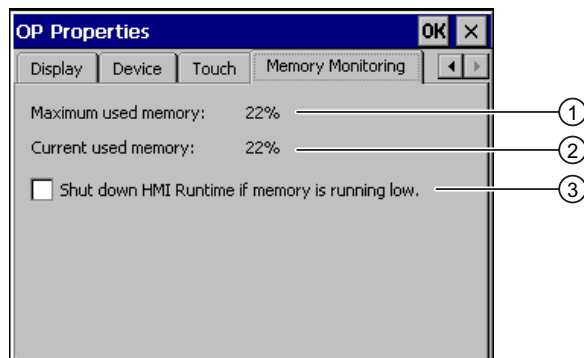 OP Properties OK ×
Display Device Touch Memory Monitoring
Maximum used memory: 22% 1
Current used memory: 22% 2
Shut down HMI Runtime if memory is running low. 3